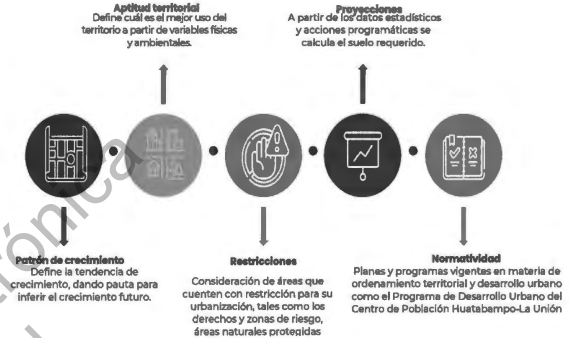 Aptitud territorial
Define cuál es el mejor uso del
territorio a partir de variables físicas
y ambientales.
Proyecciones
A partir de los datos estadísticos
y acciones programáticas se
calcula el suelo requerido.
Patrón de crecimiento
Define la tendencia de
crecimiento, dando pauta para
inferir el crecimiento futuro.
Restricciones
Consideración de áreas que
cuenten con restricción para su
urbanización, tales como los
derechos y zonas de riesgo,
áreas naturales protegidas
Normatividad
Planes y programas vigentes en materia de
ordenamiento territorial y desarrollo urbano
como el Programa de Desarrollo Urbano del
Centro de Población Huatabampo-La Unión